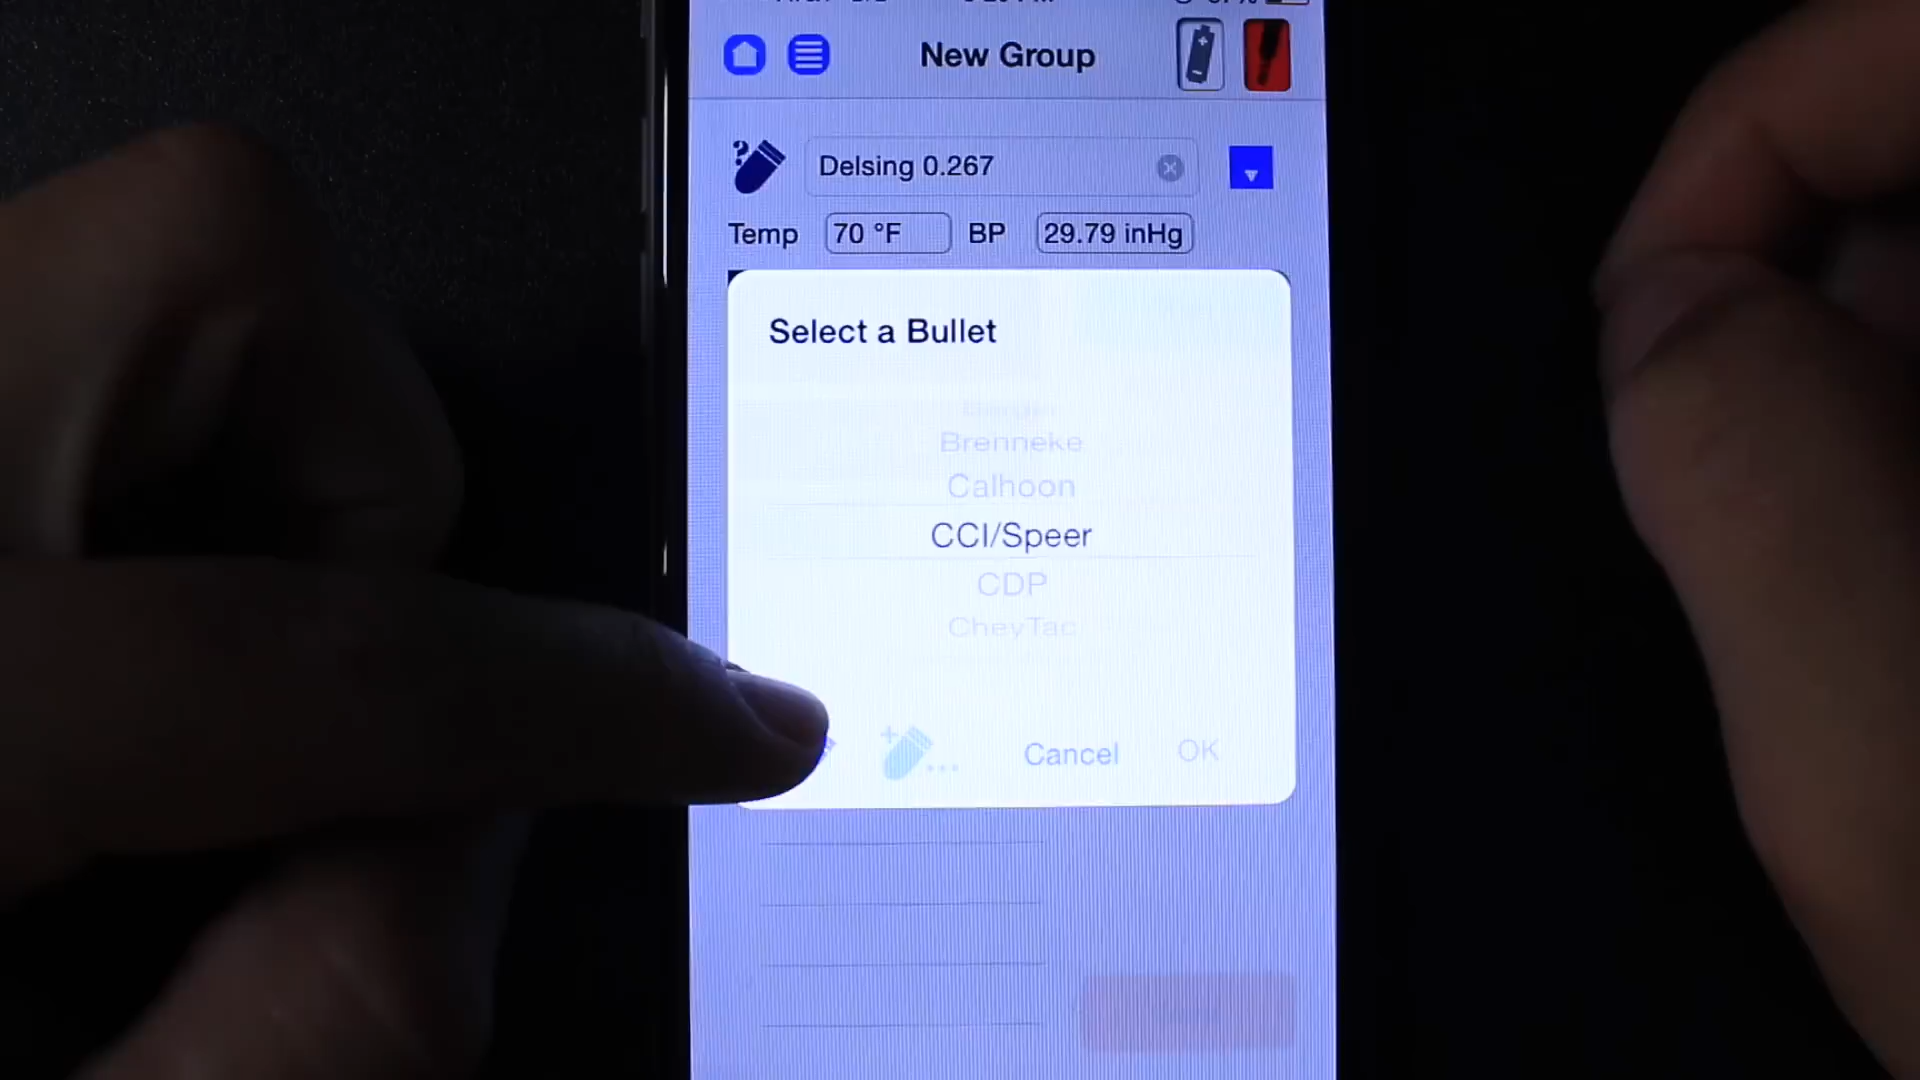 New Group
?
Delsing 0.267
Temp 70 °F BP 29.79 inHg
Select a Bullet
Brenneke
Calhoon
CCI/Speer
CDP
CheyTac
+ ... Cancel OK